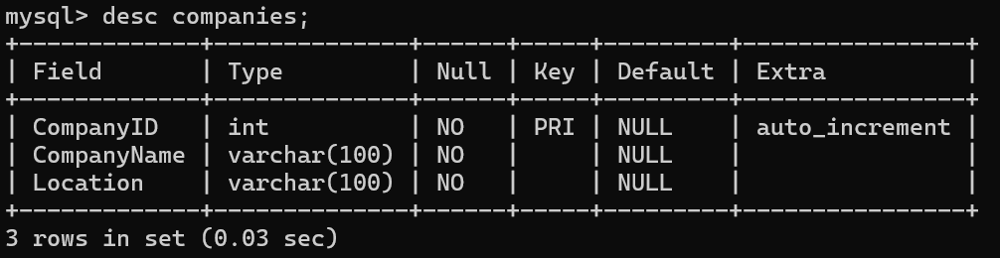 mysql> desc companies;
+-------------+--------------+------+-----+---------+----------------+
| Field       | Type         | Null | Key | Default | Extra          |
+-------------+--------------+------+-----+---------+----------------+
| CompanyID   | int          | NO   | PRI | NULL    | auto_increment |
| CompanyName | varchar(100) | NO   |     | NULL    |                |
| Location    | varchar(100) | NO   |     | NULL    |                |
+-------------+--------------+------+-----+---------+----------------+
3 rows in set (0.03 sec)